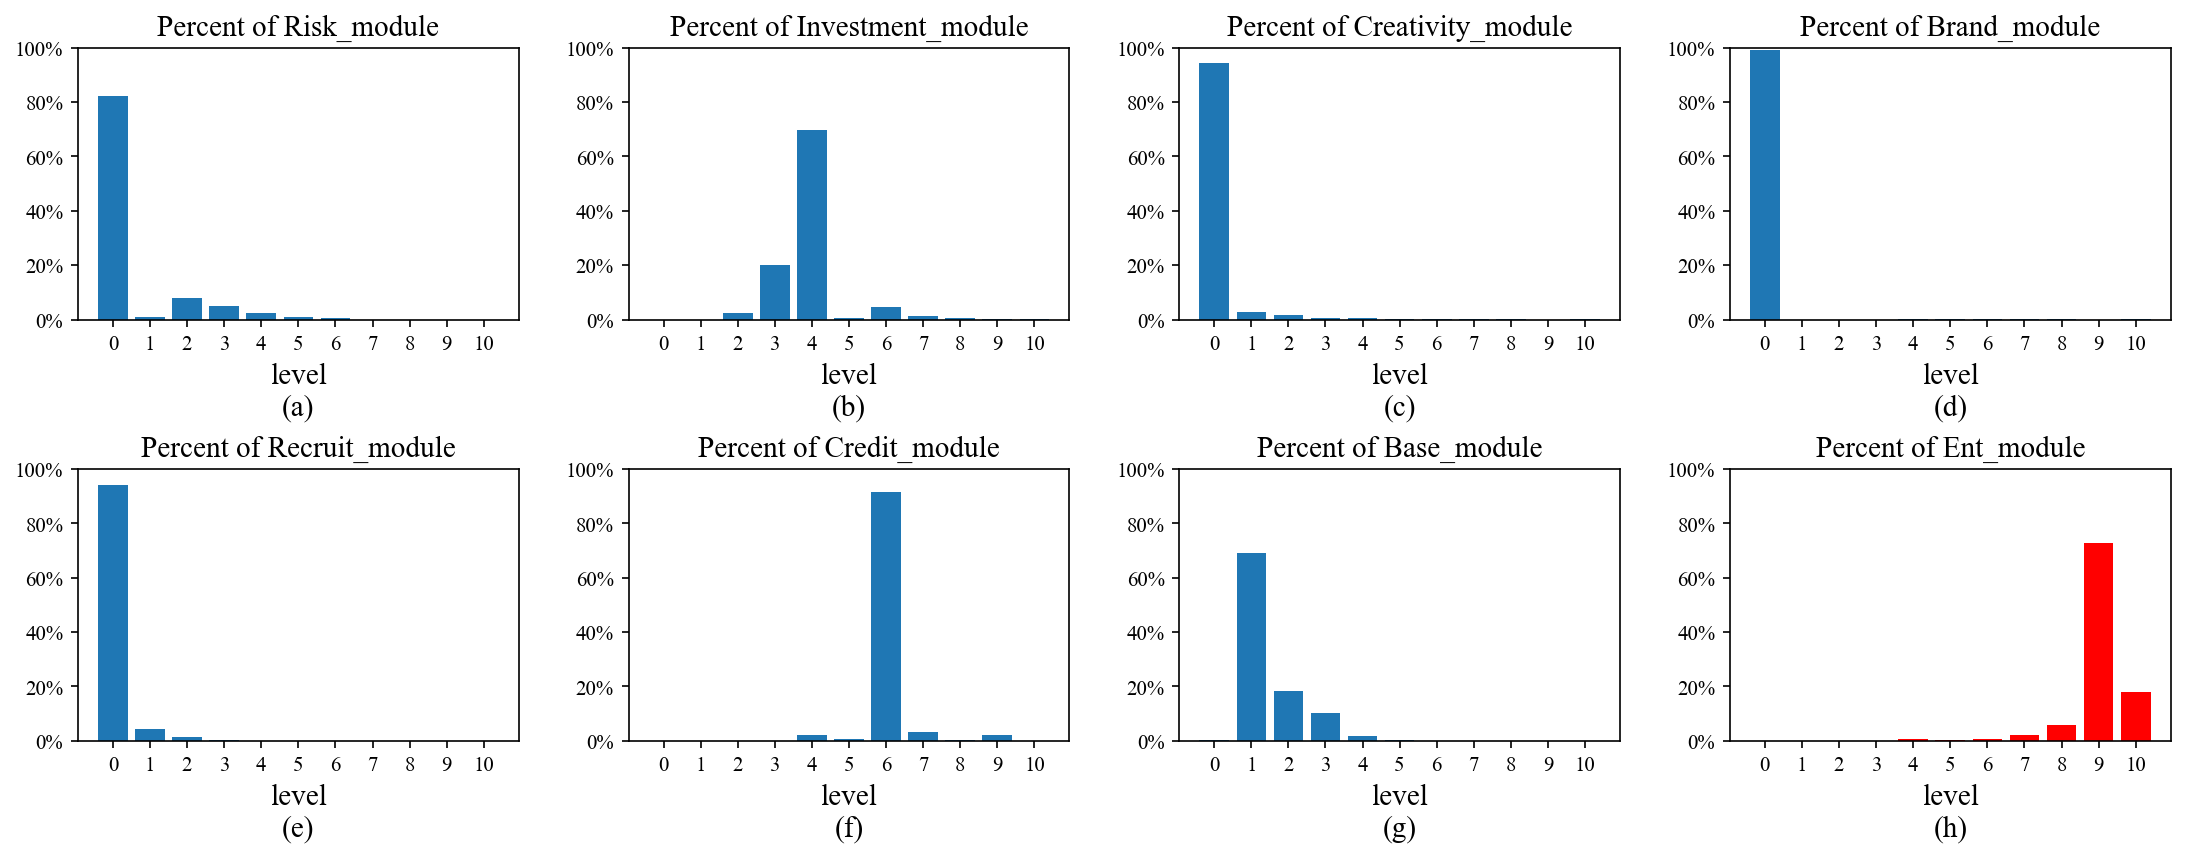 Percent of Risk_module
100%
80%
60%
40%
20%
0%
0 1 2 3 4 5 6 7 8 9 10
level
(a)
Percent of Investment_module
100%
80%
60%
40%
20%
0%
0 1 2 3 4 5 6 7 8 9 10
level
(b)
Percent of Creativity_module
100%
80%
60%
40%
20%
0%
0 1 2 3 4 5 6 7 8 9 10
level
(c)
Percent of Brand_module
100%
80%
60%
40%
20%
0%
0 1 2 3 4 5 6 7 8 9 10
level
(d)
Percent of Recruit_module
100%
80%
60%
40%
20%
0%
0 1 2 3 4 5 6 7 8 9 10
level
(e)
Percent of Credit_module
100%
80%
60%
40%
20%
0%
0 1 2 3 4 5 6 7 8 9 10
level
(f)
Percent of Base_module
100%
80%
60%
40%
20%
0%
0 1 2 3 4 5 6 7 8 9 10
level
(g)
Percent of Ent_module
100%
80%
60%
40%
20%
0%
0 1 2 3 4 5 6 7 8 9 10
level
(h)